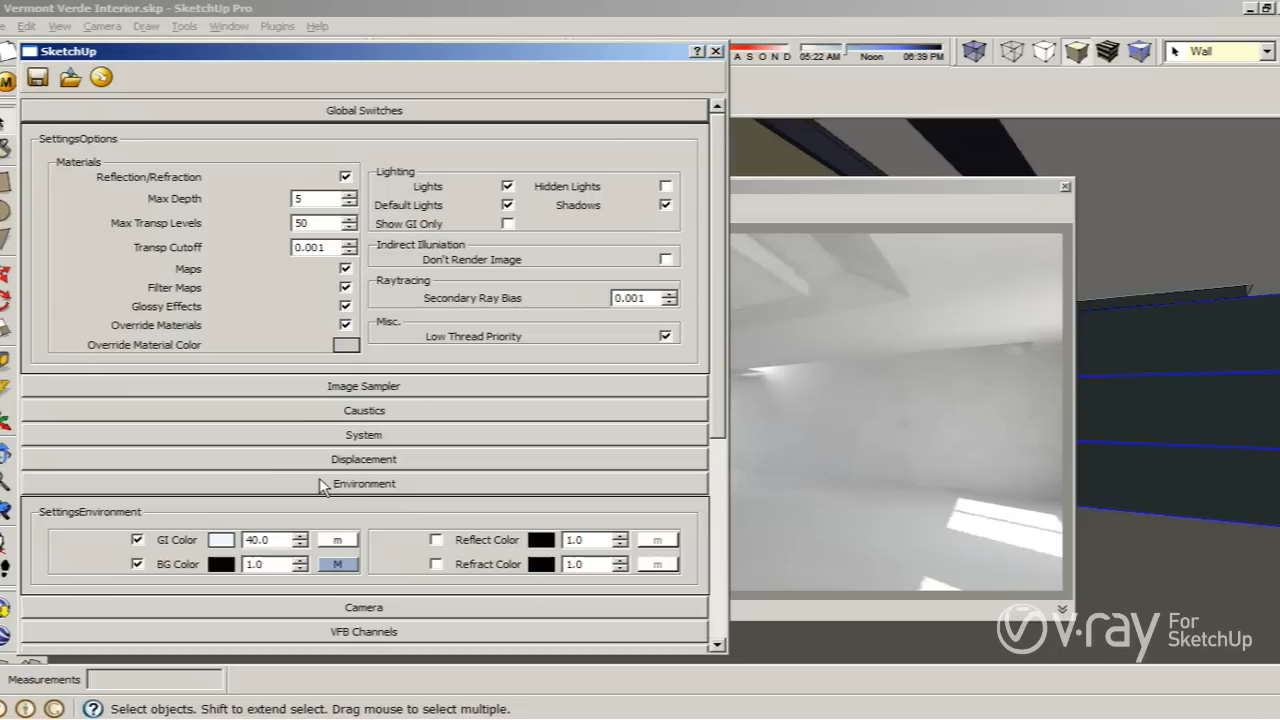 Vermont Verde Interior.skp - SketchUp Pro
Edit View Camera Draw Tools Window Plugins Help
SketchUp
A S O N D 05:22 AM Noon 06:39 PM
Wall
Global Switches
SettingsOptions
Materials
Reflection/Refraction
Max Depth 5
Max Transp Levels 50
Transp Cutoff 0.001
Maps
Filter Maps
Glossy Effects
Override Materials
Override Material Color
Lighting
Lights Hidden Lights
Default Lights Shadows
Show GI Only
Indirect Illuniation
Don't Render Image
Raytracing
Secondary Ray Bias 0.001
Misc.
Low Thread Priority
Image Sampler
Caustics
System
Displacement
Environment
SettingsEnvironment
GI Color 40.0 m Reflect Color 1.0 m
BG Color 1.0 M Refract Color 1.0 m
Camera
VFB Channels
v·ray For SketchUp
Measurements
Select objects. Shift to extend select. Drag mouse to select multiple.